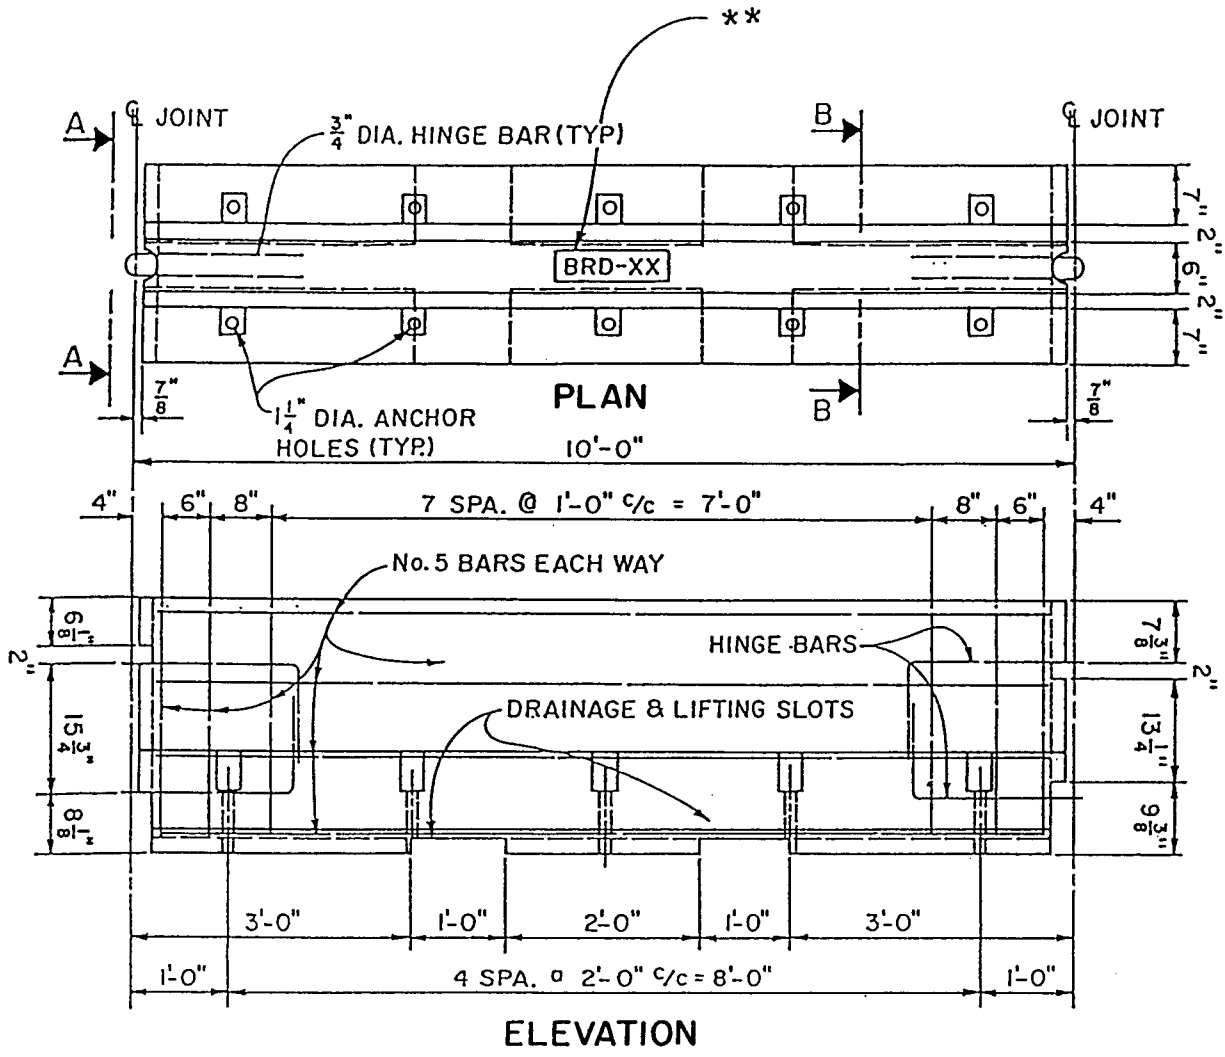 **
A
℄ JOINT
3/4" DIA. HINGE BAR (TYP)
B
℄ JOINT
7"
2"
BRD-XX
6"
2"
7"
A
7/8"
PLAN
B
7/8"
1 1/4" DIA. ANCHOR
HOLES (TYP.)
10'-0"
4"
6"
8"
7 SPA. @ 1'-0" c/c = 7'-0"
8"
6"
4"
No. 5 BARS EACH WAY
6 1/8"
HINGE BARS
7 3/8"
2"
2"
DRAINAGE & LIFTING SLOTS
15 3/4"
13 1/4"
8 1/8"
9 3/8"
3'-0"
1'-0"
2'-0"
1'-0"
3'-0"
1'-0"
4 SPA. @ 2'-0" c/c = 8'-0"
1'-0"
ELEVATION